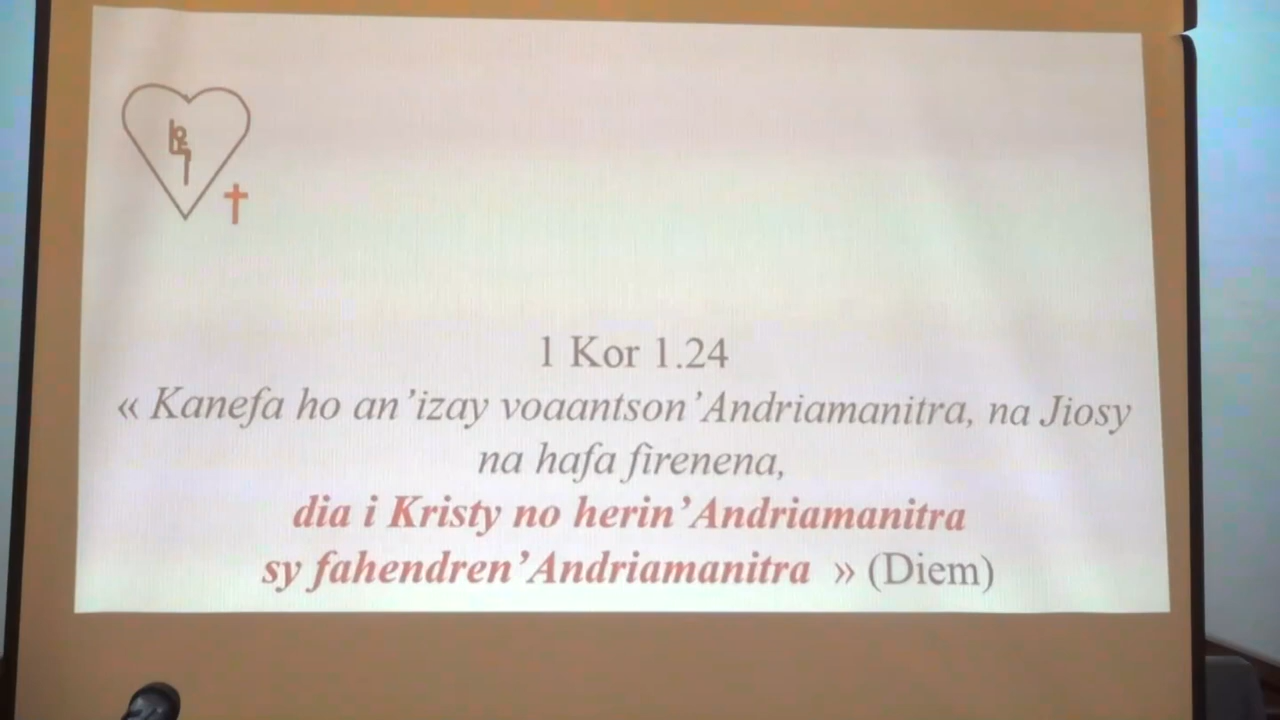 1 Kor 1.24
« Kanefa ho an’izay voaantson’Andriamanitra, na Jiosy
na hafa firenena,
dia i Kristy no herin’Andriamanitra
sy fahendren’Andriamanitra » (Diem)